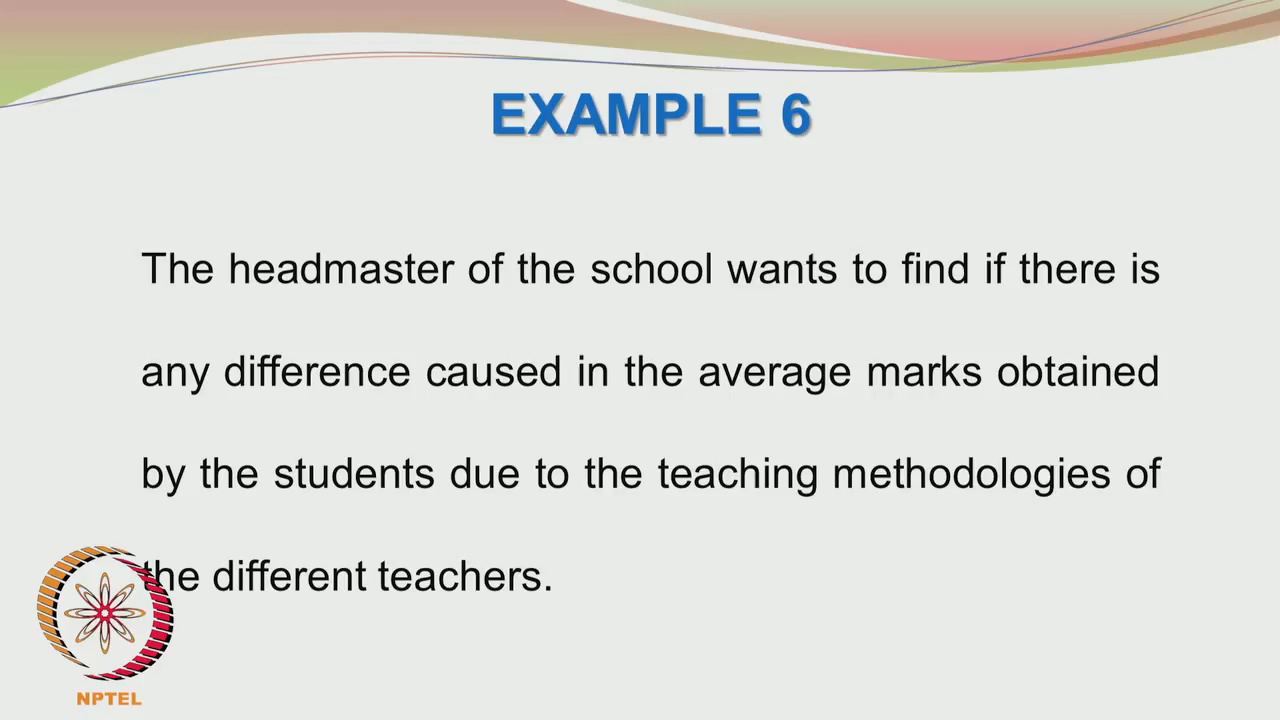 EXAMPLE 6
The headmaster of the school wants to find if there is
any difference caused in the average marks obtained
by the students due to the teaching methodologies of
the different teachers.
NPTEL